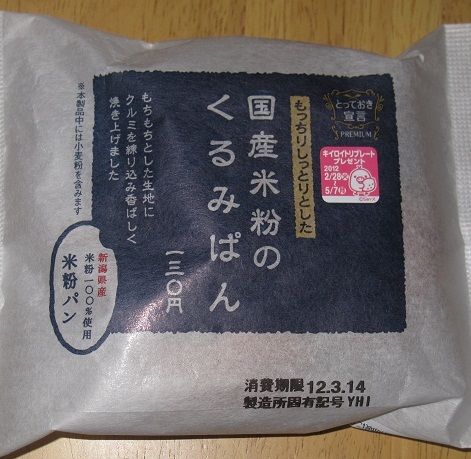 とっておき
宣言
PREMIUM
キイロイトリプレート
プレゼント
2012
2/28㊋
5/7㊊
もっちりしっとりとした
国産米粉の
くるみぱん
一三〇円
もちもちとした生地に
クルミを練り込み香ばしく
焼き上げました
※本製品中には小麦粉を含みます
新潟県産
米粉一〇〇%使用
米粉パン
消費期限 12.3.14
製造所固有記号 YHI